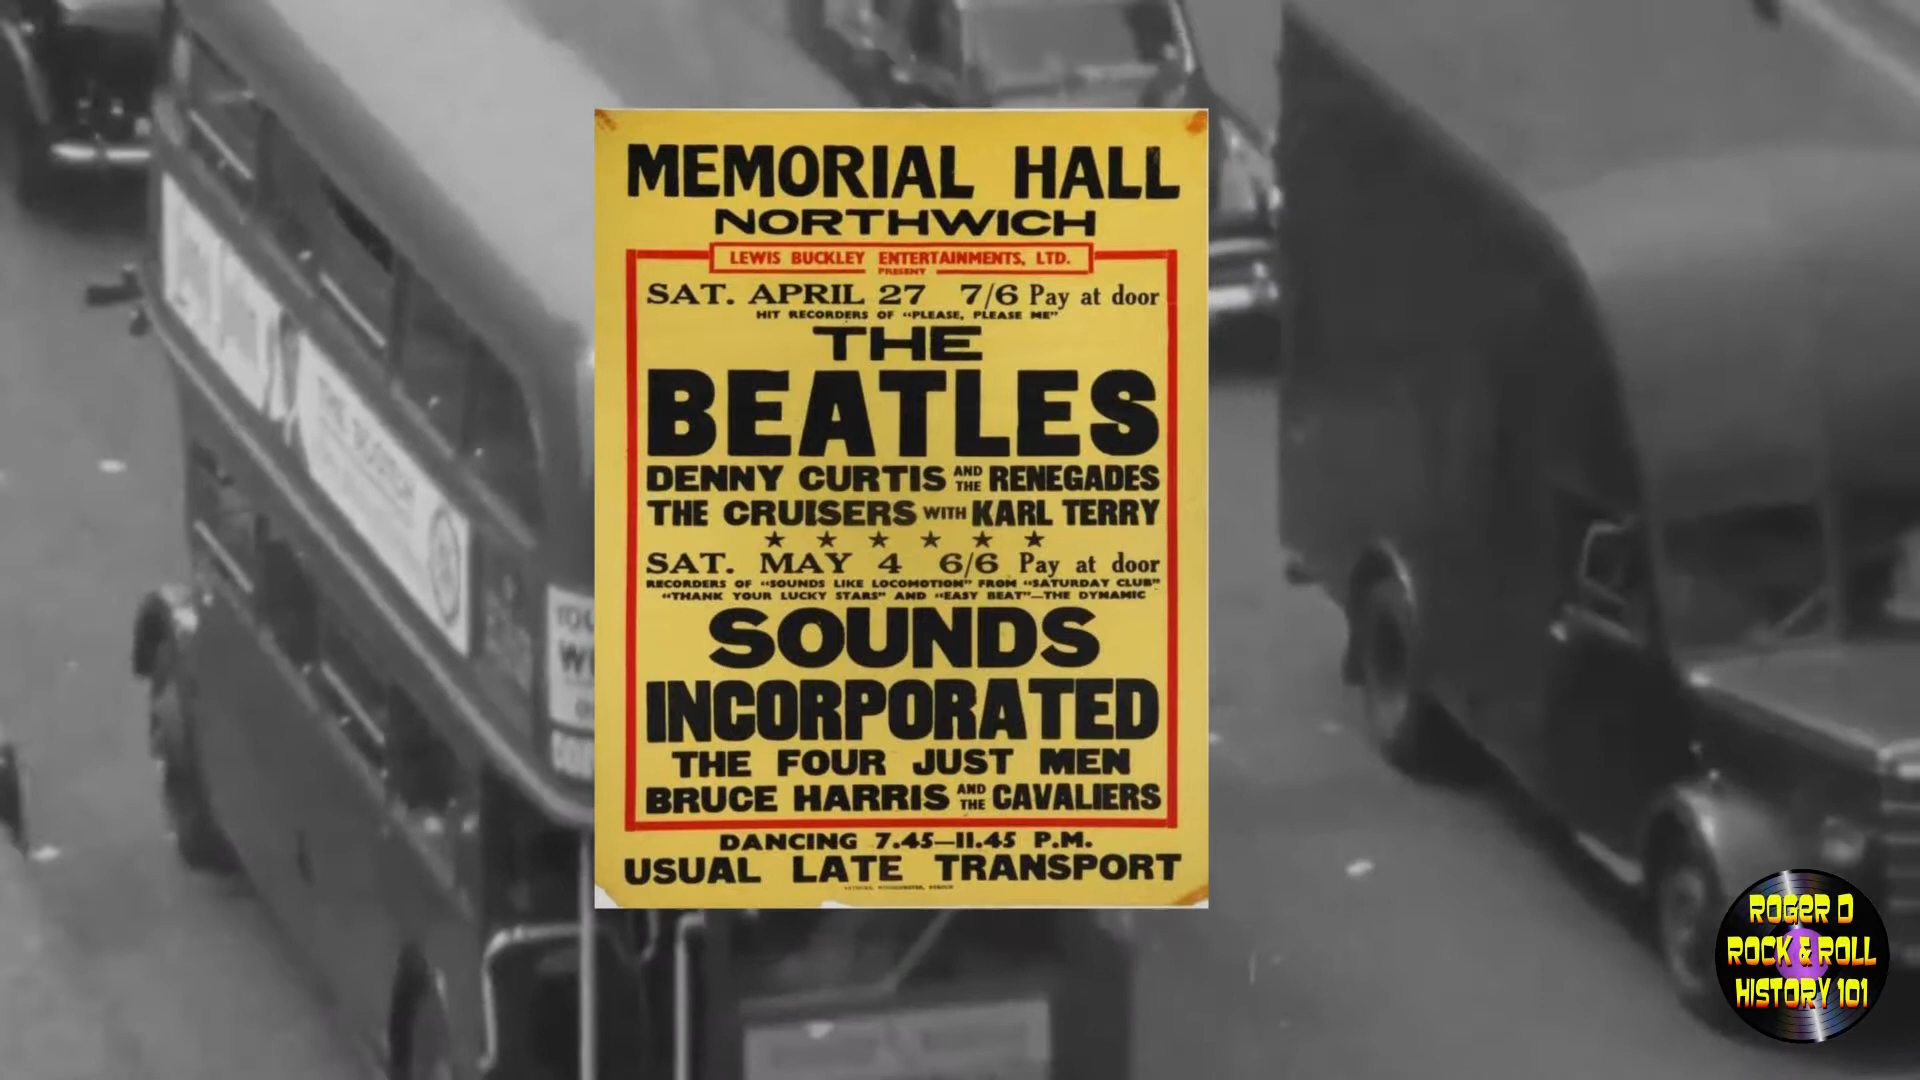 MEMORIAL HALL
NORTHWICH
LEWIS BUCKLEY ENTERTAINMENTS, LTD.
PRESENT
SAT. APRIL 27 7/6 Pay at door
HIT RECORDERS OF "PLEASE, PLEASE ME"
THE
BEATLES
DENNY CURTIS AND THE RENEGADES
THE CRUISERS WITH KARL TERRY
SAT. MAY 4 6/6 Pay at door
RECORDERS OF "SOUNDS LIKE LOCOMOTION" FROM "SATURDAY CLUB"
"THANK YOUR LUCKY STARS" AND "EASY BEAT"—THE DYNAMIC
SOUNDS
INCORPORATED
THE FOUR JUST MEN
BRUCE HARRIS AND THE CAVALIERS
DANCING 7.45—11.45 P.M.
USUAL LATE TRANSPORT
ROGER D
ROCK & ROLL
HISTORY 101